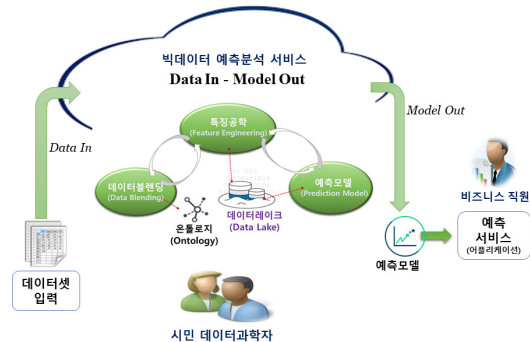 빅데이터 예측분석 서비스
Data In - Model Out
Data In
Model Out
특징공학
(Feature Engineering)
데이터블렌딩
(Data Blending)
예측모델
(Prediction Model)
온톨로지
(Ontology)
데이터레이크
(Data Lake)
데이터셋
입력
예측모델
비즈니스 직원
예측
서비스
(어플리케이션)
시민 데이터과학자